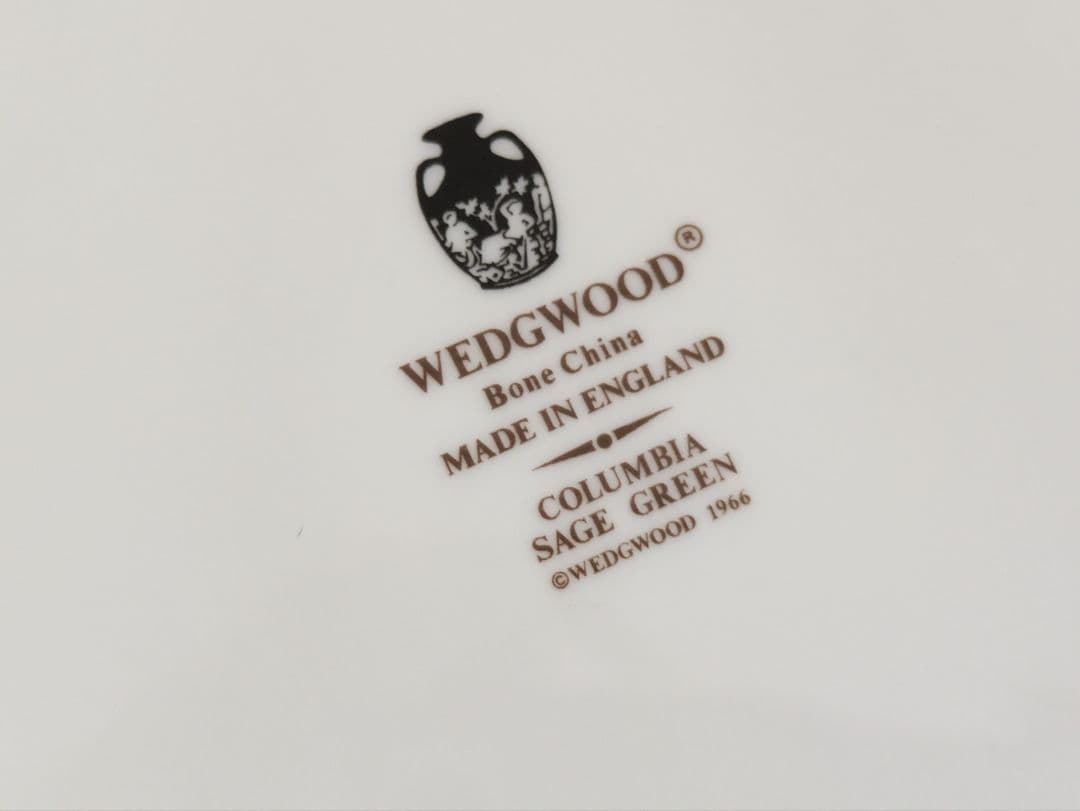 WEDGWOOD®
Bone China
MADE IN ENGLAND
COLUMBIA
SAGE GREEN
©WEDGWOOD 1966